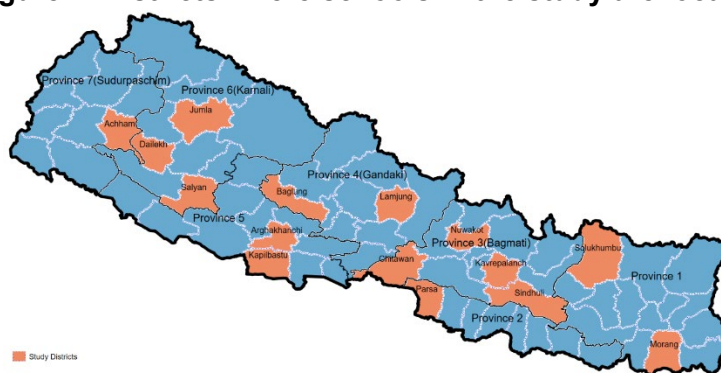 Province 7(Sudurpaschim)
Province 6(Karnali)
Jumla
Achham
Dailekh
Salyan
Province 4(Gandaki)
Baglung
Lamjung
Province 5
Arghakhanchi
Kapilbastu
Nuwakot
Province 3(Bagmati)
Solukhumbu
Chitawan
Kavrepalanch
Province 1
Parsa
Sindhuli
Province 2
Morang
Study Districts